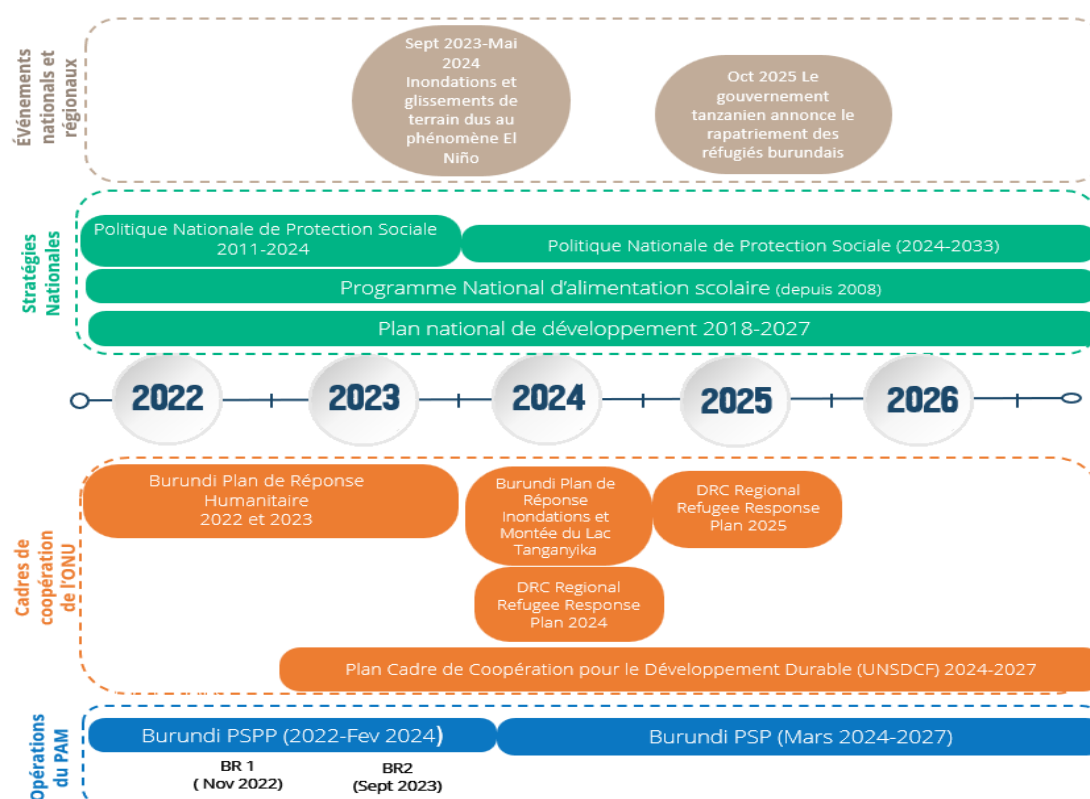 Événements
nationals et
régionaux
Sept 2023-Mai
2024
Inondations et
glissements de
terrain dus au
phénomène El
Niño
Oct 2025 Le
gouvernement
tanzanien annonce le
rapatriement des
réfugiés burundais
Stratégies
Nationales
Politique Nationale de Protection Sociale
2011-2024
Politique Nationale de Protection Sociale (2024-2033)
Programme National d'alimentation scolaire (depuis 2008)
Plan national de développement 2018-2027
2022
2023
2024
2025
2026
Cadres de
coopération
de l'ONU
Burundi Plan de Réponse
Humanitaire
2022 et 2023
Burundi Plan de
Réponse
Inondations et
Montée du Lac
Tanganyika
DRC Regional
Refugee Response
Plan 2025
DRC Regional
Refugee Response
Plan 2024
Plan Cadre de Coopération pour le Développement Durable (UNSDCF) 2024-2027
Opérations
du PAM
Burundi PSPP (2022-Fev 2024)
Burundi PSP (Mars 2024-2027)
BR 1
( Nov 2022)
BR2
(Sept 2023)